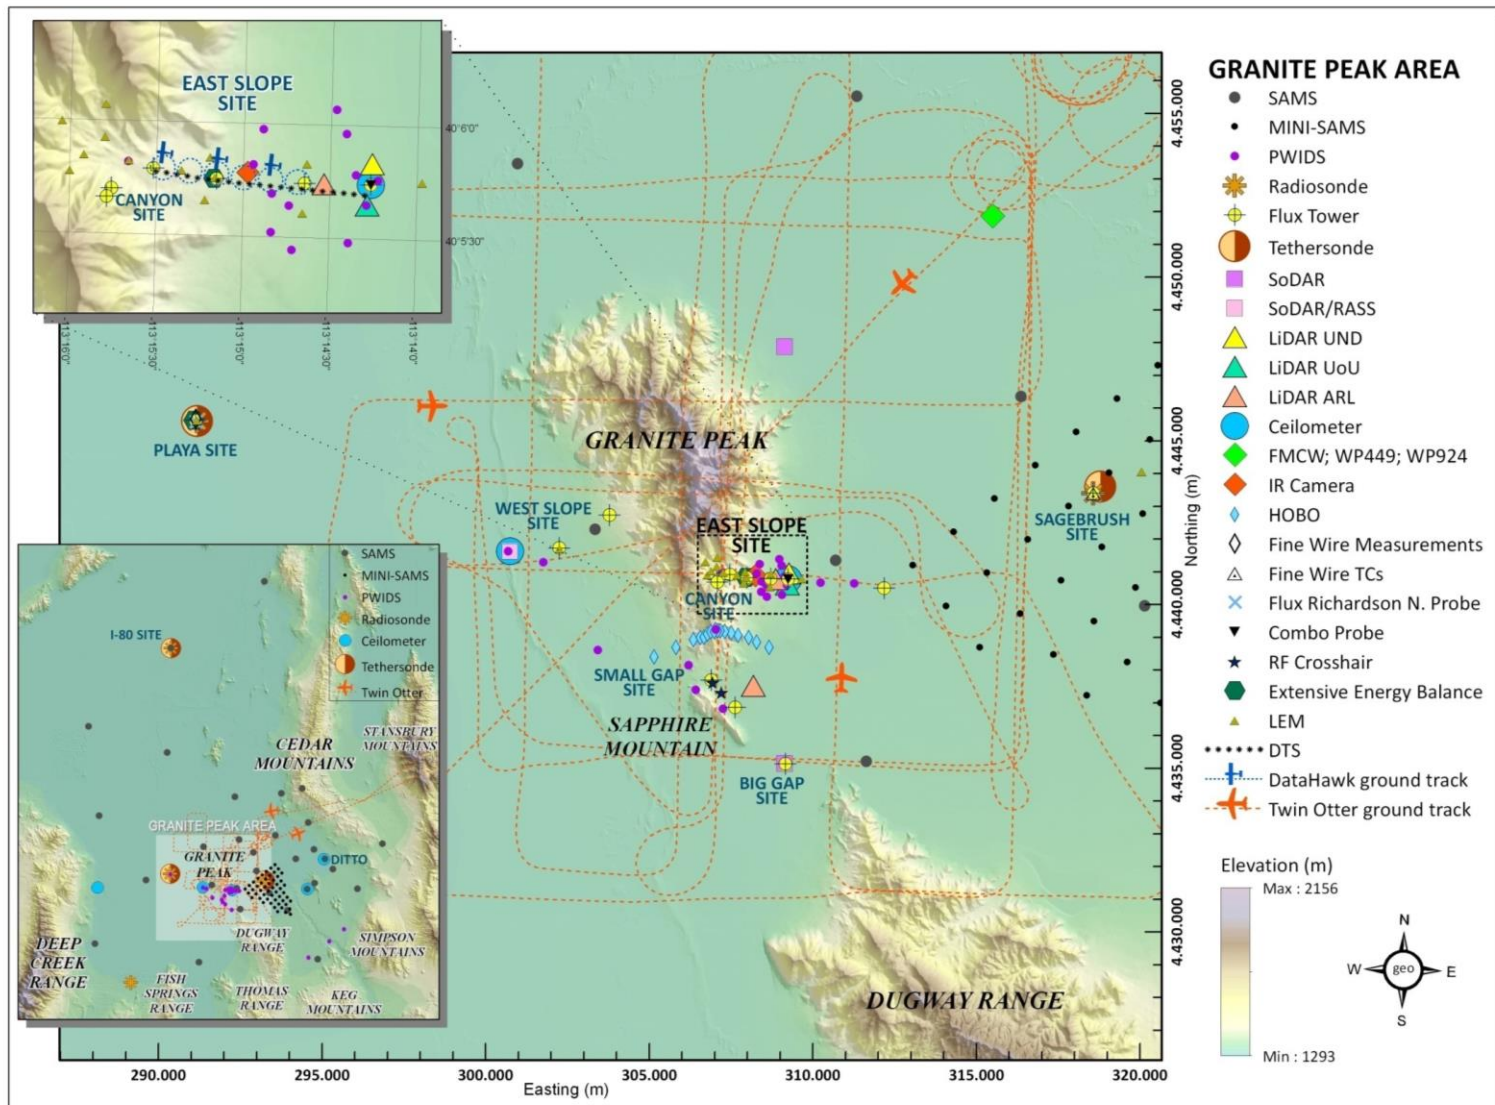 EAST SLOPE
SITE
CANYON
SITE
40°6'0"
40°5'30"
113°16'0"
113°15'30"
113°15'0"
113°14'30"
113°14'0"
GRANITE PEAK
PLAYA SITE
WEST SLOPE
SITE
EAST SLOPE
SITE
CANYON
SITE
SAGEBRUSH
SITE
SMALL GAP
SITE
SAPPHIRE
MOUNTAIN
BIG GAP
SITE
DUGWAY RANGE
SAMS
MINI-SAMS
PWIDS
Radiosonde
Ceilometer
Tethersonde
Twin Otter
I-80 SITE
CEDAR
MOUNTAINS
STANSBURY
MOUNTAINS
GRANITE PEAK AREA
GRANITE
PEAK
DITTO
DUGWAY
RANGE
SIMPSON
MOUNTAINS
DEEP
CREEK
RANGE
FISH
SPRINGS
RANGE
THOMAS
RANGE
KEG
MOUNTAINS
4.455.000
4.450.000
4.445.000
4.440.000
4.435.000
4.430.000
Northing (m)
290.000
295.000
300.000
305.000
310.000
315.000
320.000
Easting (m)
GRANITE PEAK AREA
SAMS
MINI-SAMS
PWIDS
Radiosonde
Flux Tower
Tethersonde
SoDAR
SoDAR/RASS
LiDAR UND
LiDAR UoU
LiDAR ARL
Ceilometer
FMCW; WP449; WP924
IR Camera
HOBO
Fine Wire Measurements
Fine Wire TCs
Flux Richardson N. Probe
Combo Probe
RF Crosshair
Extensive Energy Balance
LEM
DTS
DataHawk ground track
Twin Otter ground track
Elevation (m)
Max : 2156
Min : 1293
N
W
geo
E
S